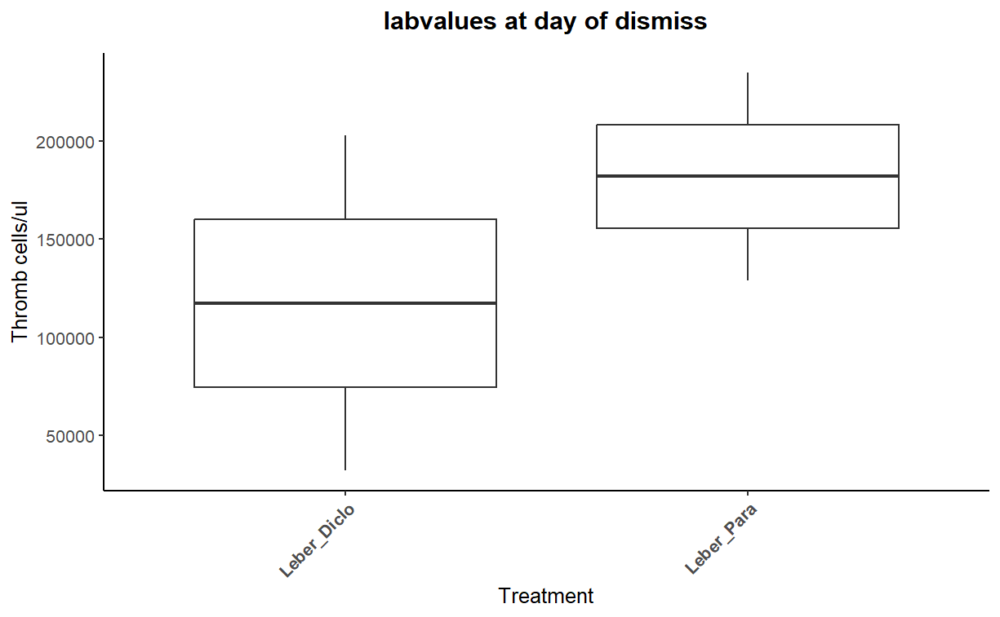 labvalues at day of dismiss
Thromb cells/ul
200000
150000
100000
50000
Leber_Diclo
Leber_Para
Treatment